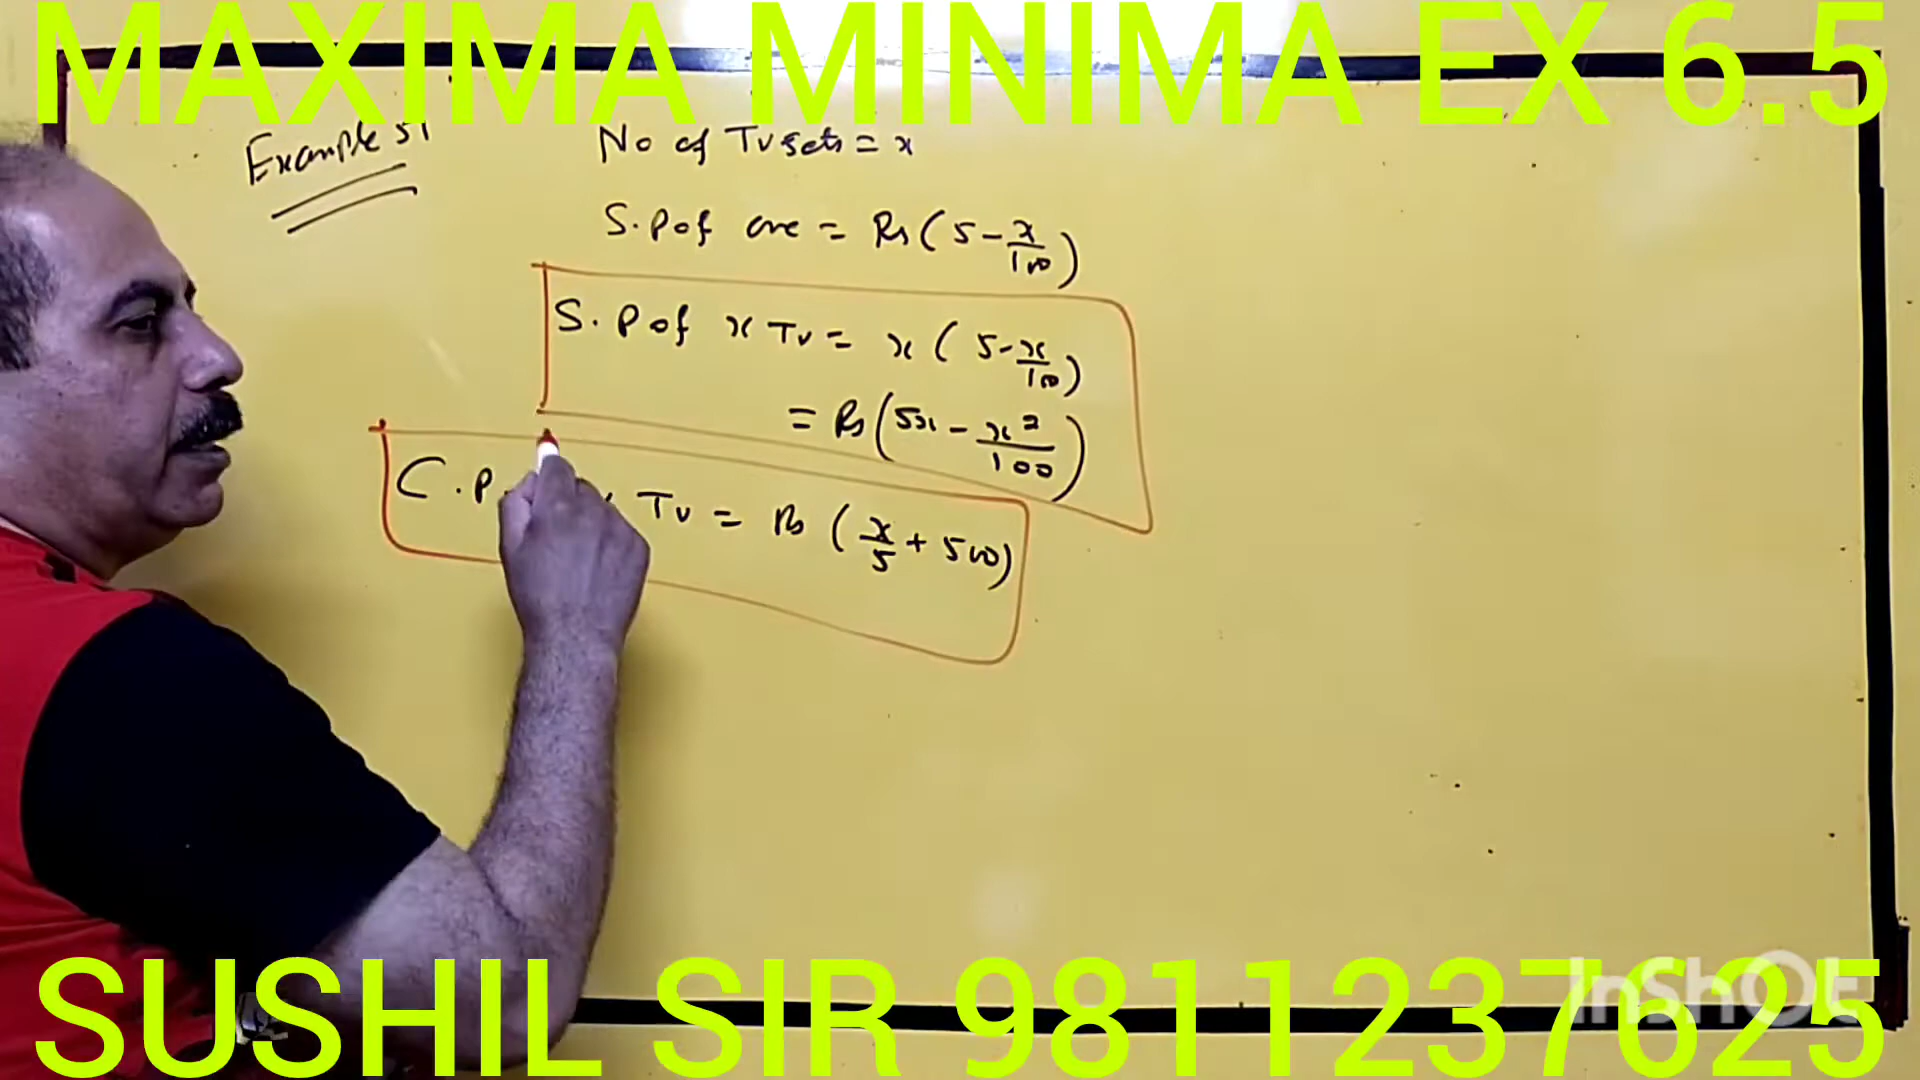 MAXIMA MINIMA EX 6.5
Example 51
No of TV sets = x
S.P of one = Rs ( 5 - x/100 )
S.P of x Tv = x ( 5 - x/100 )
= Rs ( 5x - x²/100 )
C.P Tv = Rs ( x/5 + 500 )
SUSHIL SIR 9811237625
InShOt